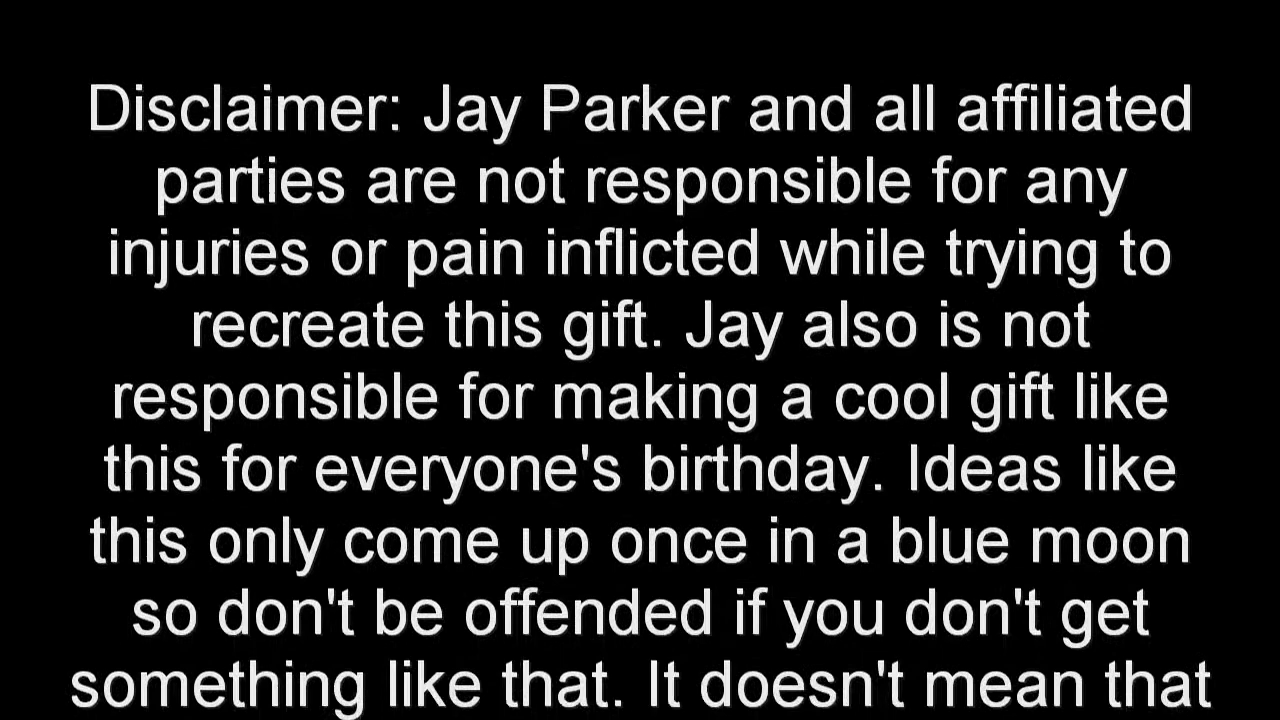 Disclaimer: Jay Parker and all affiliated
parties are not responsible for any
injuries or pain inflicted while trying to
recreate this gift. Jay also is not
responsible for making a cool gift like
this for everyone's birthday. Ideas like
this only come up once in a blue moon
so don't be offended if you don't get
something like that. It doesn't mean that